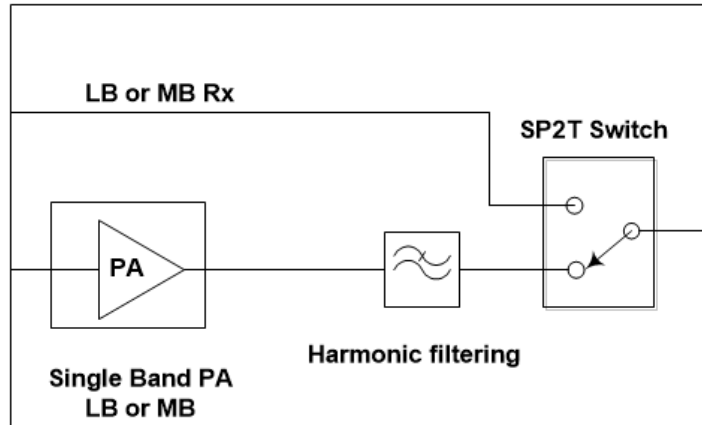 LB or MB Rx
SP2T Switch
PA
Harmonic filtering
Single Band PA
LB or MB